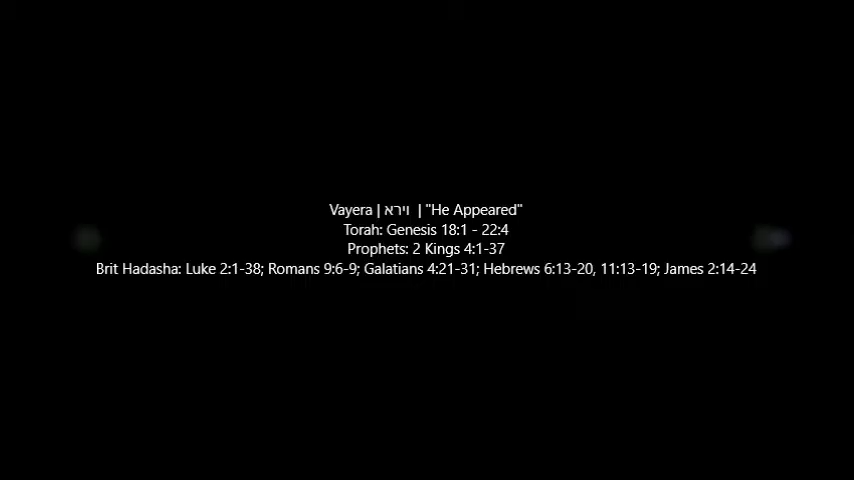 Vayera | וירא | "He Appeared"
Torah: Genesis 18:1 - 22:4
Prophets: 2 Kings 4:1-37
Brit Hadasha: Luke 2:1-38; Romans 9:6-9; Galatians 4:21-31; Hebrews 6:13-20, 11:13-19; James 2:14-24